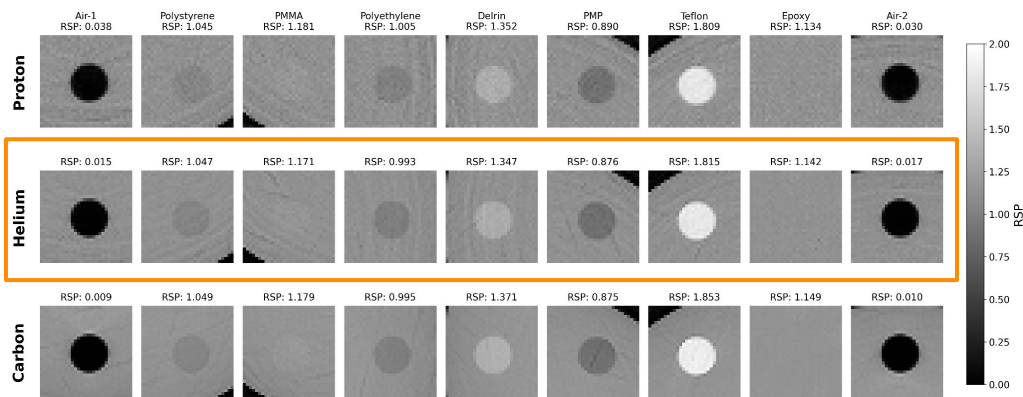 Air-1 Polystyrene PMMA Polyethylene Delrin PMP Teflon Epoxy Air-2
RSP: 0.038 RSP: 1.045 RSP: 1.181 RSP: 1.005 RSP: 1.352 RSP: 0.890 RSP: 1.809 RSP: 1.134 RSP: 0.030
Proton
RSP: 0.015 RSP: 1.047 RSP: 1.171 RSP: 0.993 RSP: 1.347 RSP: 0.876 RSP: 1.815 RSP: 1.142 RSP: 0.017
Helium
RSP: 0.009 RSP: 1.049 RSP: 1.179 RSP: 0.995 RSP: 1.371 RSP: 0.875 RSP: 1.853 RSP: 1.149 RSP: 0.010
Carbon
2.00
1.75
1.50
1.25
1.00
0.75
0.50
0.25
0.00
RSP